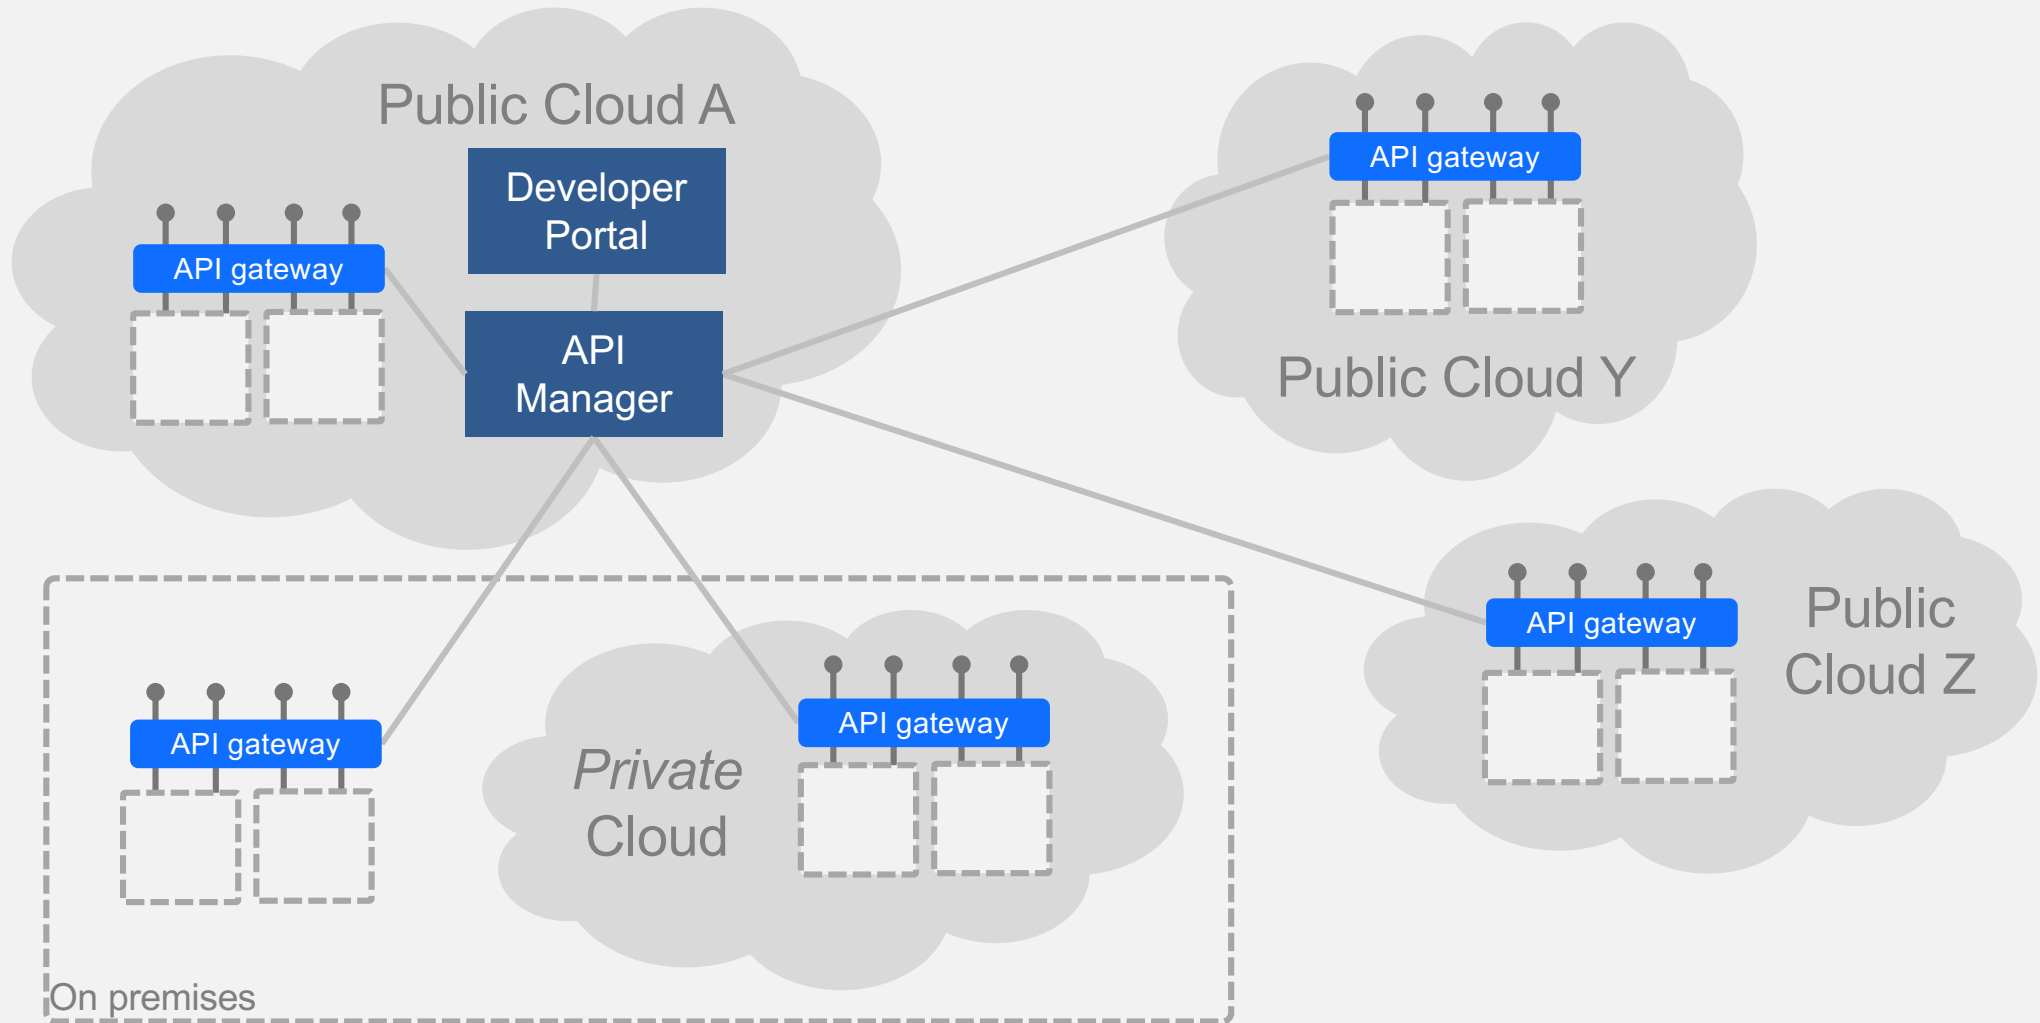 Public Cloud A
Developer
Portal
API gateway
API
Manager
API gateway
Public Cloud Y
API gateway
Public
Cloud Z
API gateway
Private
Cloud
API gateway
On premises